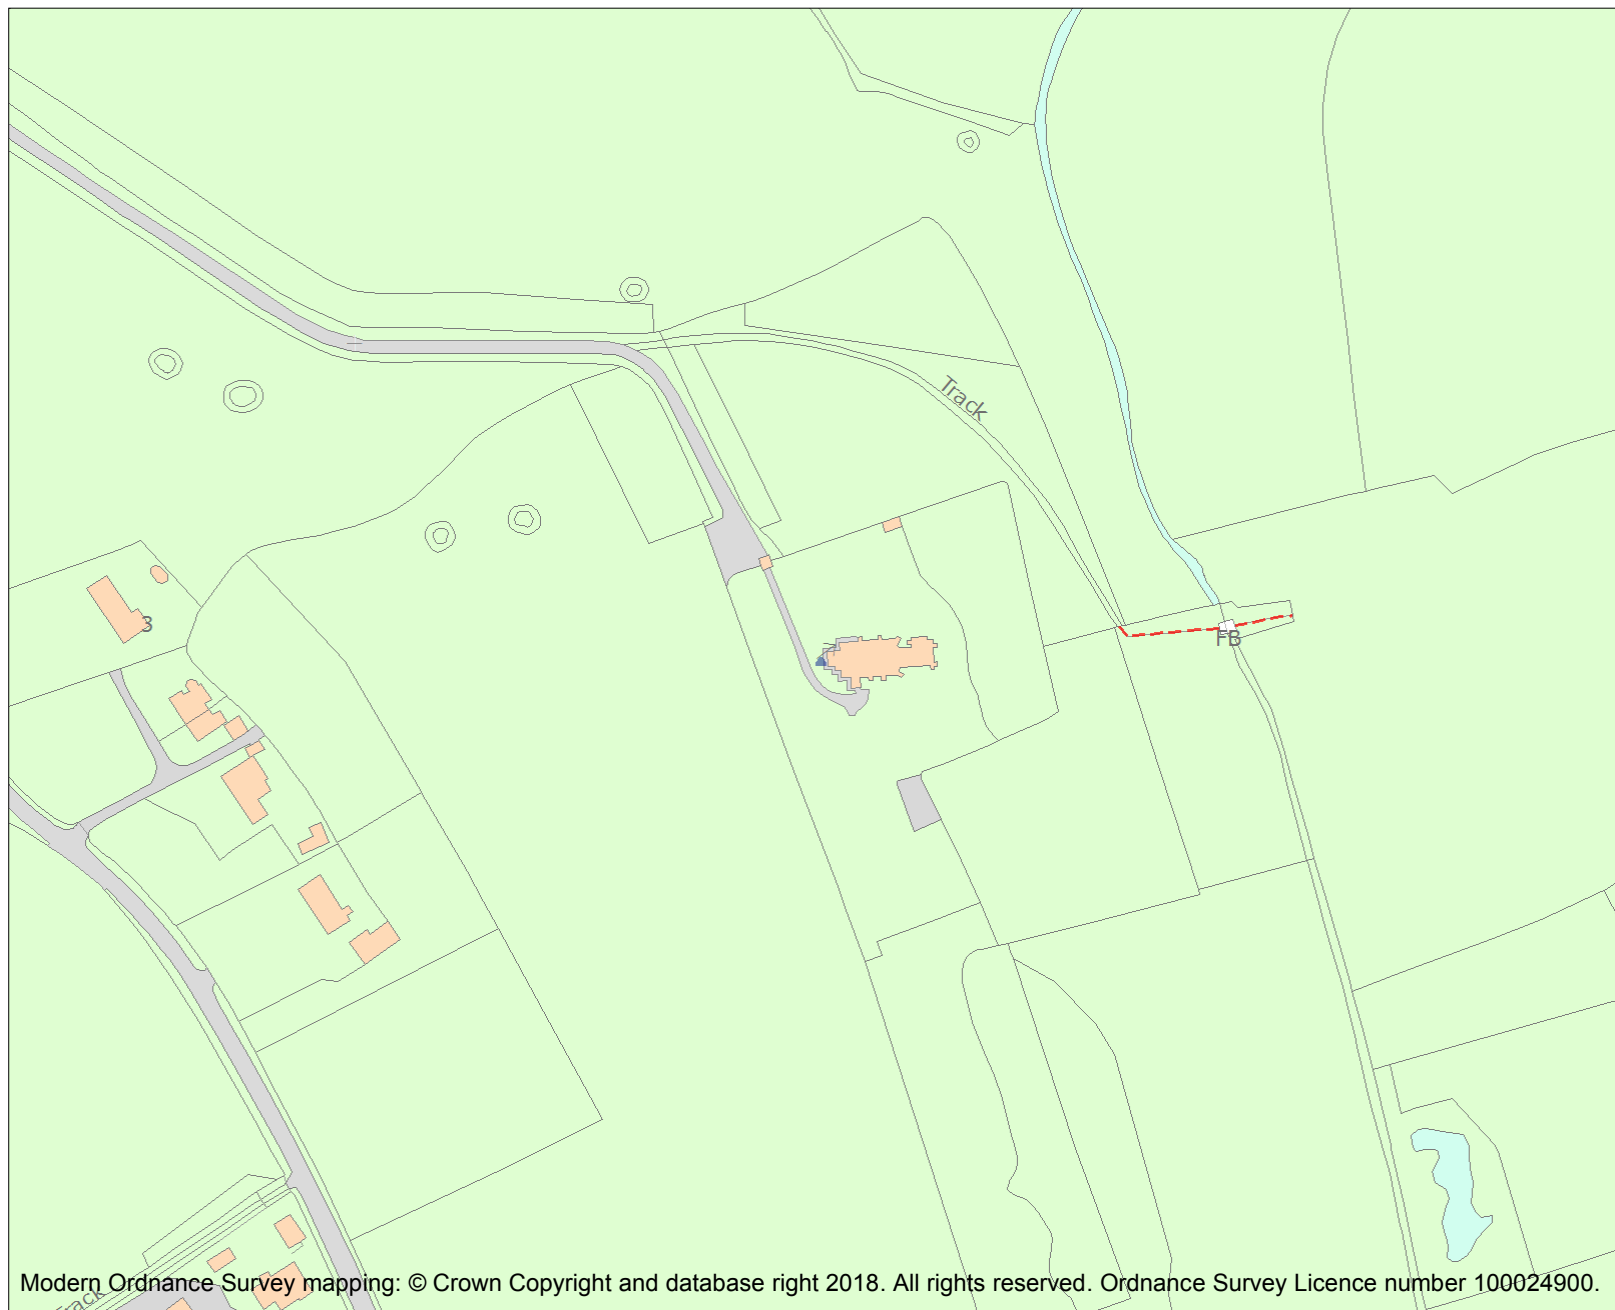 Track
3
FB
Track
Modern Ordnance Survey mapping: © Crown Copyright and database right 2018. All rights reserved. Ordnance Survey Licence number 100024900.